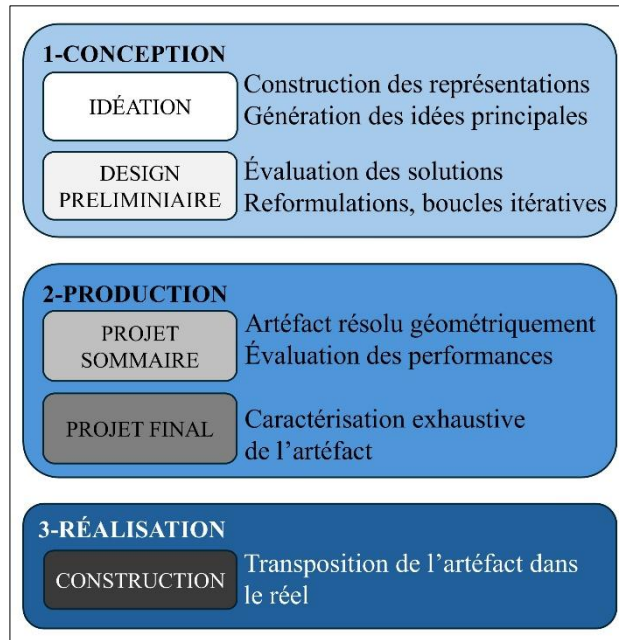 1-CONCEPTION
IDÉATION
Construction des représentations
Génération des idées principales
DESIGN
PRELIMINIAIRE
Évaluation des solutions
Reformulations, boucles itératives
2-PRODUCTION
PROJET
SOMMAIRE
Artéfact résolu géométriquement
Évaluation des performances
PROJET FINAL
Caractérisation exhaustive
de l'artéfact
3-RÉALISATION
CONSTRUCTION
Transposition de l'artéfact dans
le réel